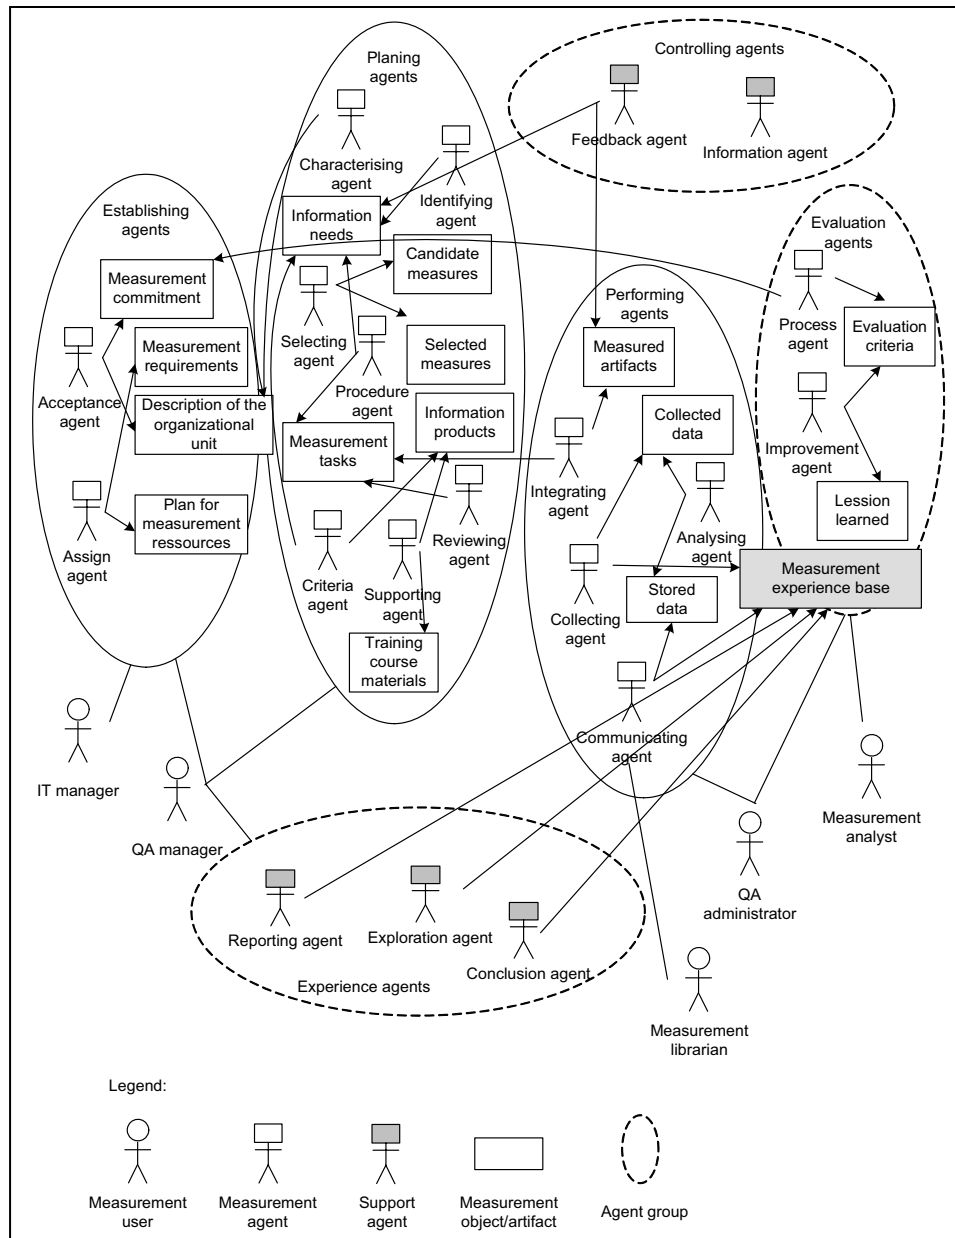 Controlling agents
Feedback agent
Information agent
Planing
agents
Characterising
agent
Identifying
agent
Information
needs
Candidate
measures
Selecting agent
Selected
measures
Procedure
agent
Information
products
Measurement
tasks
Reviewing
agent
Criteria
agent
Supporting
agent
Training
course
materials
Establishing
agents
Measurement
commitment
Measurement
requirements
Acceptance
agent
Description of the
organizational
unit
Plan for
measurement
ressources
Assign
agent
Performing
agents
Measured
artifacts
Collected
data
Integrating
agent
Analysing
agent
Collecting
agent
Stored
data
Communicating
agent
Evaluation
agents
Process
agent
Evaluation
criteria
Improvement
agent
Lession
learned
Measurement
experience base
IT manager
QA manager
Measurement
analyst
QA
administrator
Measurement
librarian
Reporting agent
Exploration agent
Conclusion agent
Experience agents
Legend:
Measurement
user
Measurement
agent
Support
agent
Measurement
object/artifact
Agent group